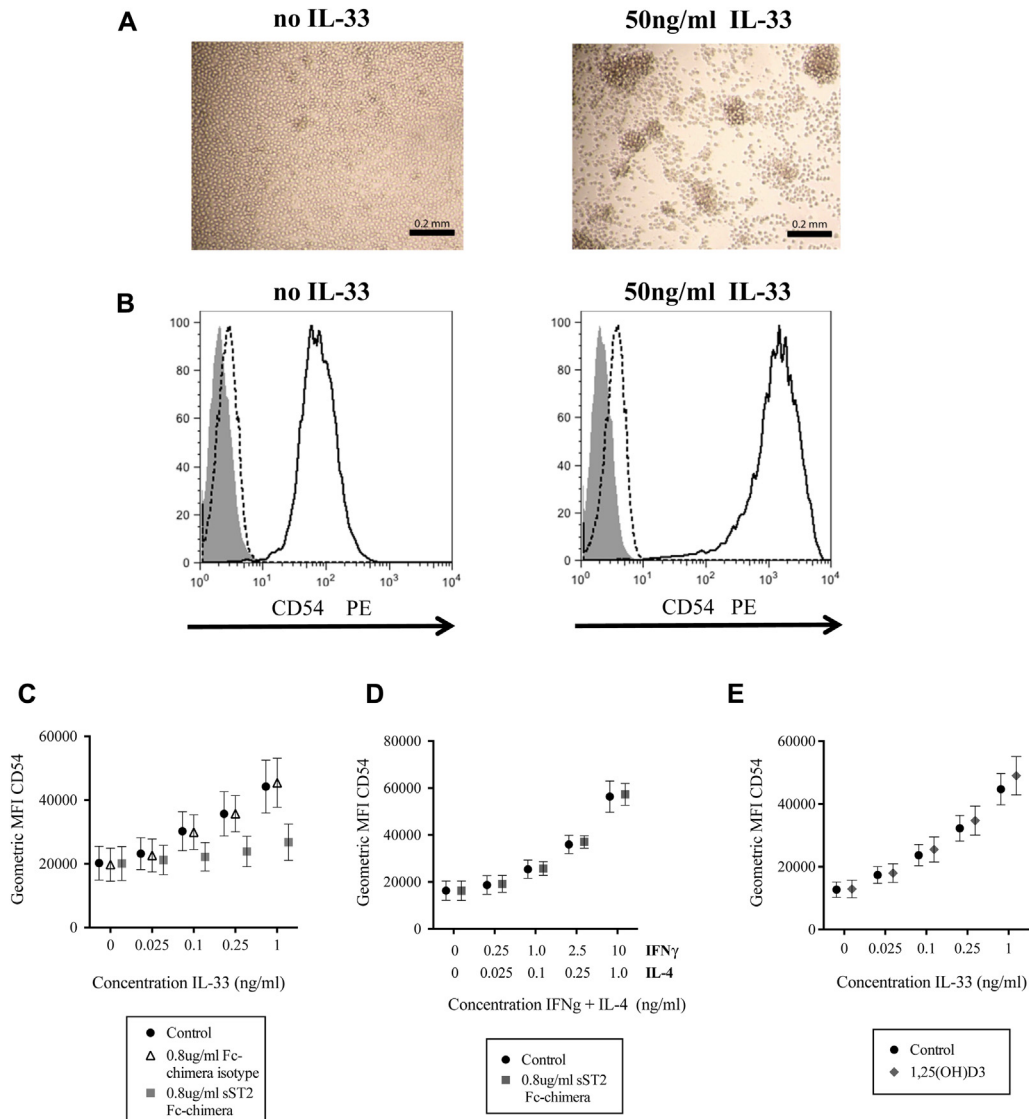 A
no IL-33
50ng/ml IL-33
0.2 mm
0.2 mm
B
no IL-33
50ng/ml IL-33
100
80
60
40
20
0
10^0 10^1 10^2 10^3 10^4
CD54 PE
100
80
60
40
20
0
10^0 10^1 10^2 10^3 10^4
CD54 PE
C
Geometric MFI CD54
60000
40000
20000
0
0 0.025 0.1 0.25 1
Concentration IL-33 (ng/ml)
Control
0.8ug/ml Fc-
chimera isotype
0.8ug/ml sST2
Fc-chimera
D
Geometric MFI CD54
80000
60000
40000
20000
0
0 0.25 1.0 2.5 10 IFNγ
0 0.025 0.1 0.25 1.0 IL-4
Concentration IFNg + IL-4 (ng/ml)
Control
0.8ug/ml sST2
Fc-chimera
E
Geometric MFI CD54
60000
40000
20000
0
0 0.025 0.1 0.25 1
Concentration IL-33 (ng/ml)
Control
1,25(OH)D3